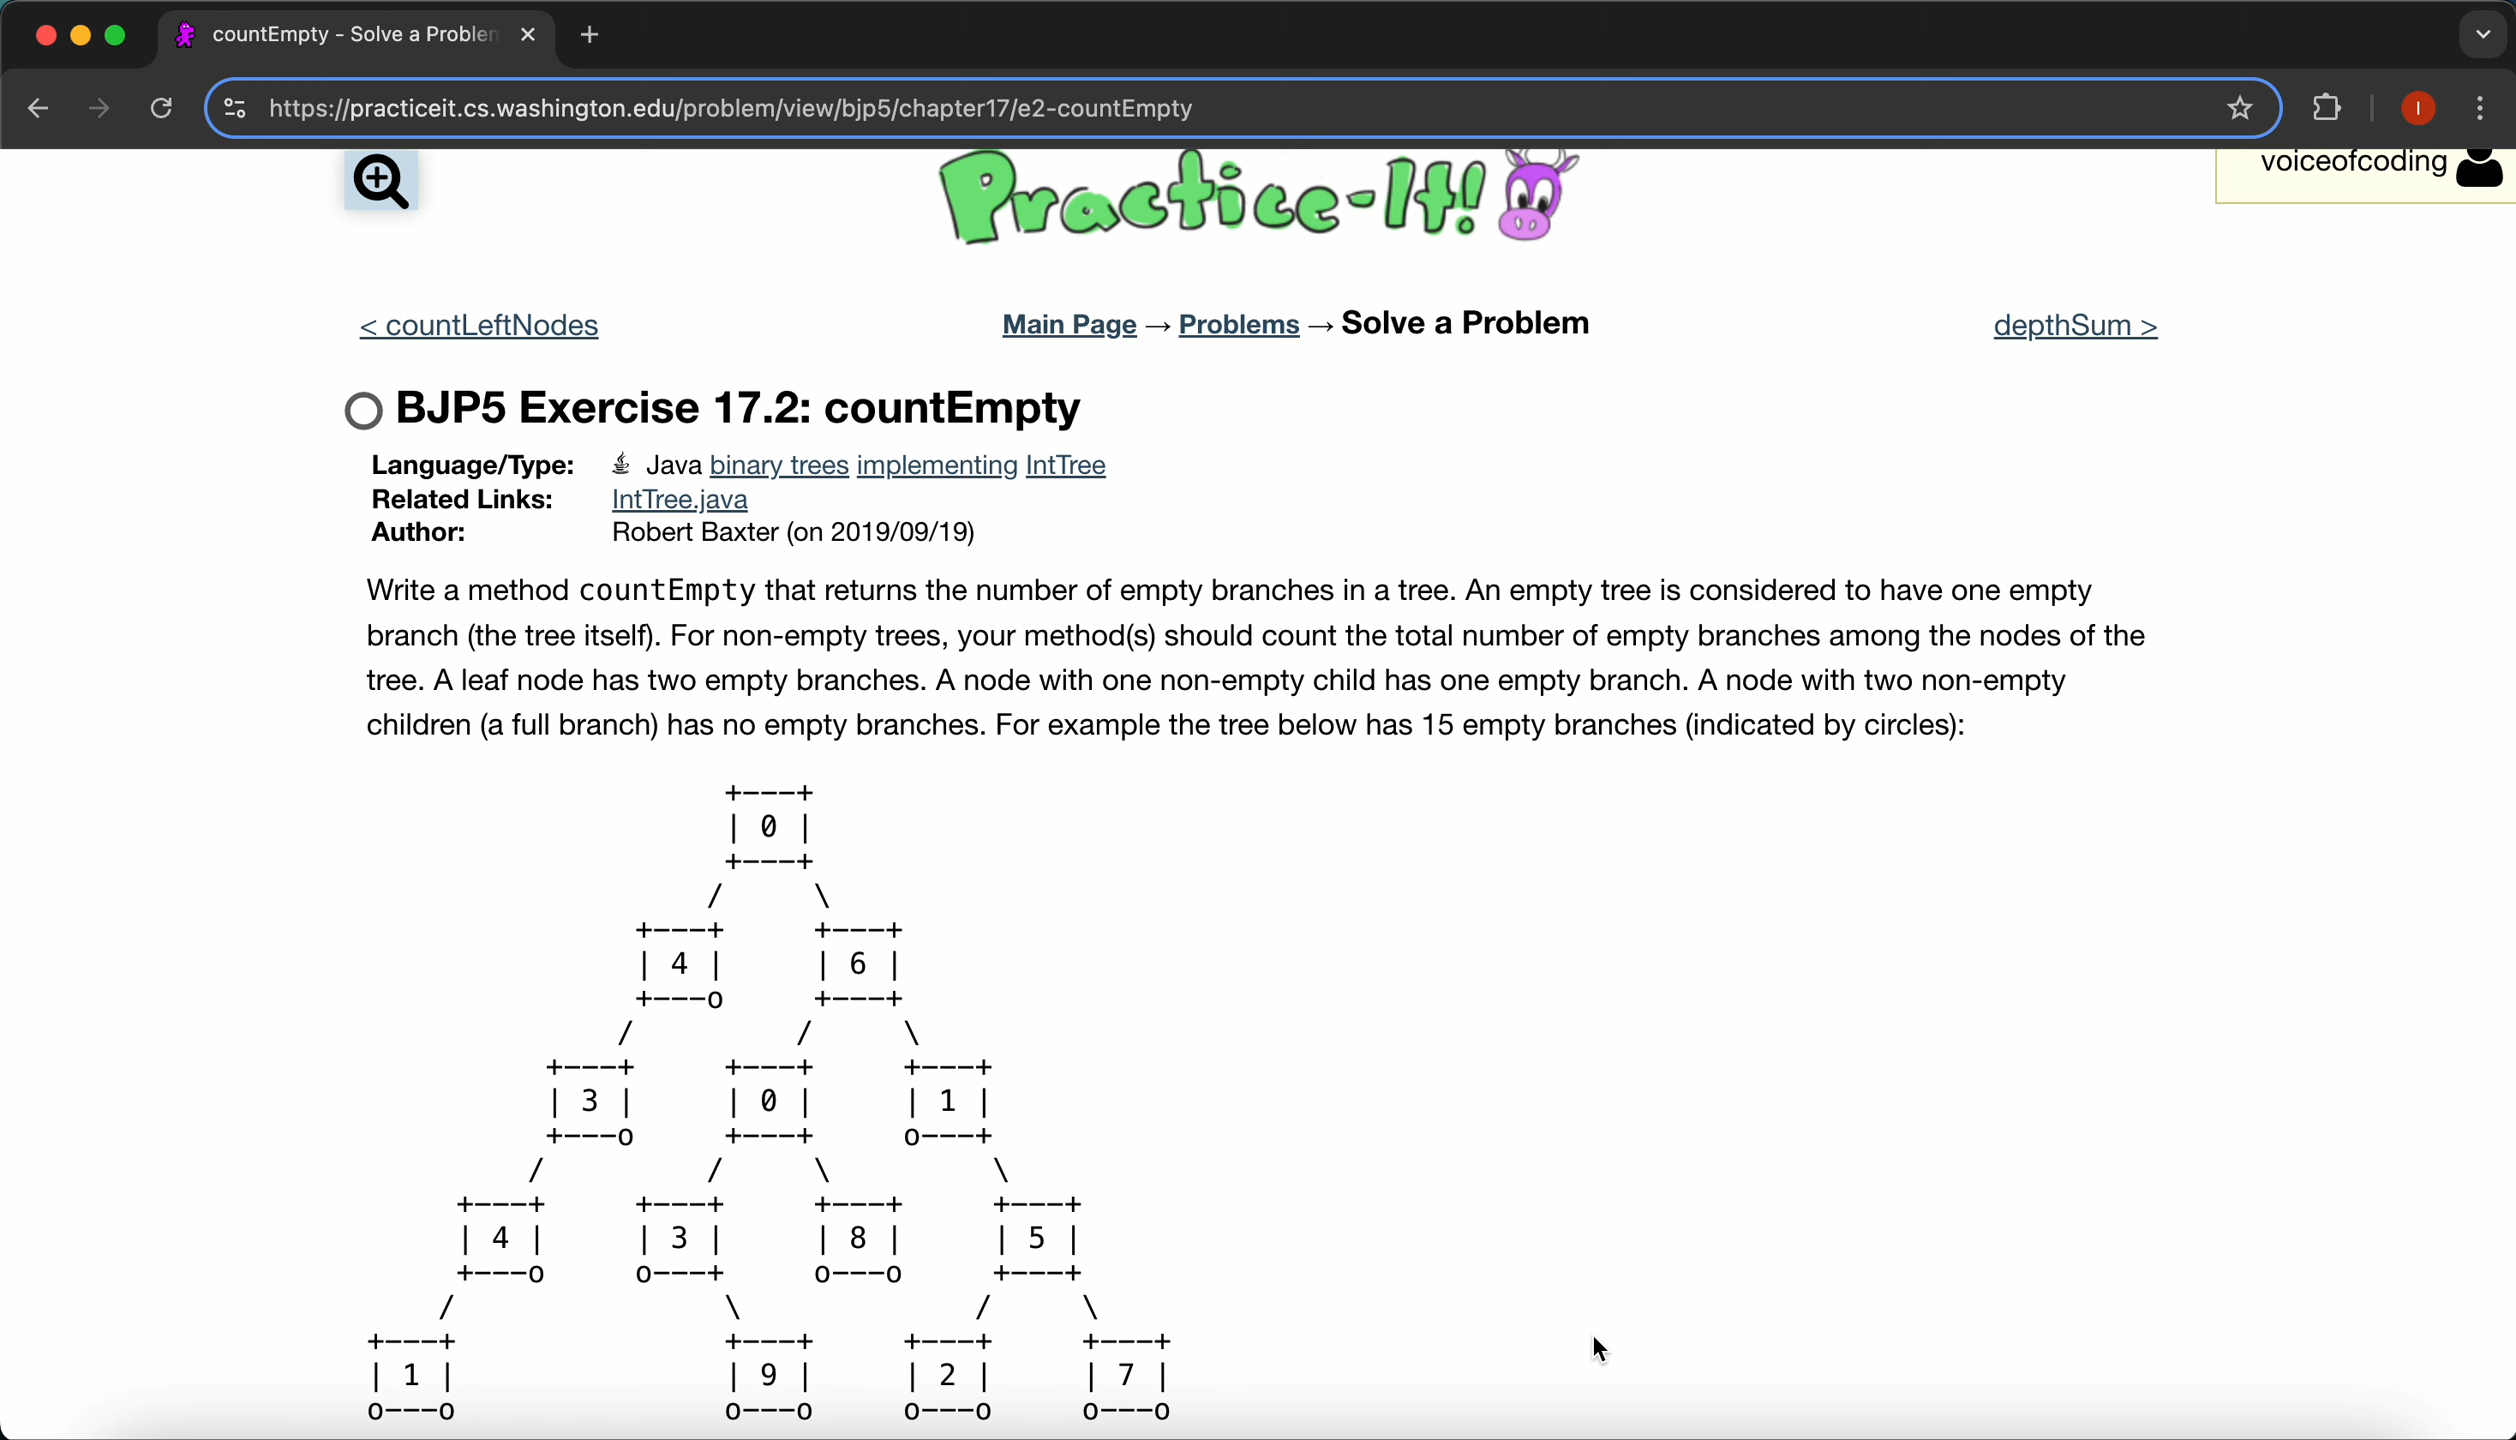 countEmpty - Solve a Problem
https://practiceit.cs.washington.edu/problem/view/bjp5/chapter17/e2-countEmpty
I
Practice-It!
voiceofcoding
< countLeftNodes
Main Page → Problems → Solve a Problem
depthSum >
BJP5 Exercise 17.2: countEmpty
Language/Type: Java binary trees implementing IntTree
Related Links: IntTree.java
Author: Robert Baxter (on 2019/09/19)
Write a method countEmpty that returns the number of empty branches in a tree. An empty tree is considered to have one empty
branch (the tree itself). For non-empty trees, your method(s) should count the total number of empty branches among the nodes of the
tree. A leaf node has two empty branches. A node with one non-empty child has one empty branch. A node with two non-empty
children (a full branch) has no empty branches. For example the tree below has 15 empty branches (indicated by circles):
+---+
| 0 |
+---+
/ \
+---+ +---+
| 4 | | 6 |
+---o +---+
/ / \
+---+ +---+ +---+
| 3 | | 0 | | 1 |
+---o +---+ o---+
/ / \ \
+---+ +---+ +---+ +---+
| 4 | | 3 | | 8 | | 5 |
+---o o---+ o---o +---+
/ \ / \
+---+ +---+ +---+ +---+
| 1 | | 9 | | 2 | | 7 |
o---o o---o o---o o---o